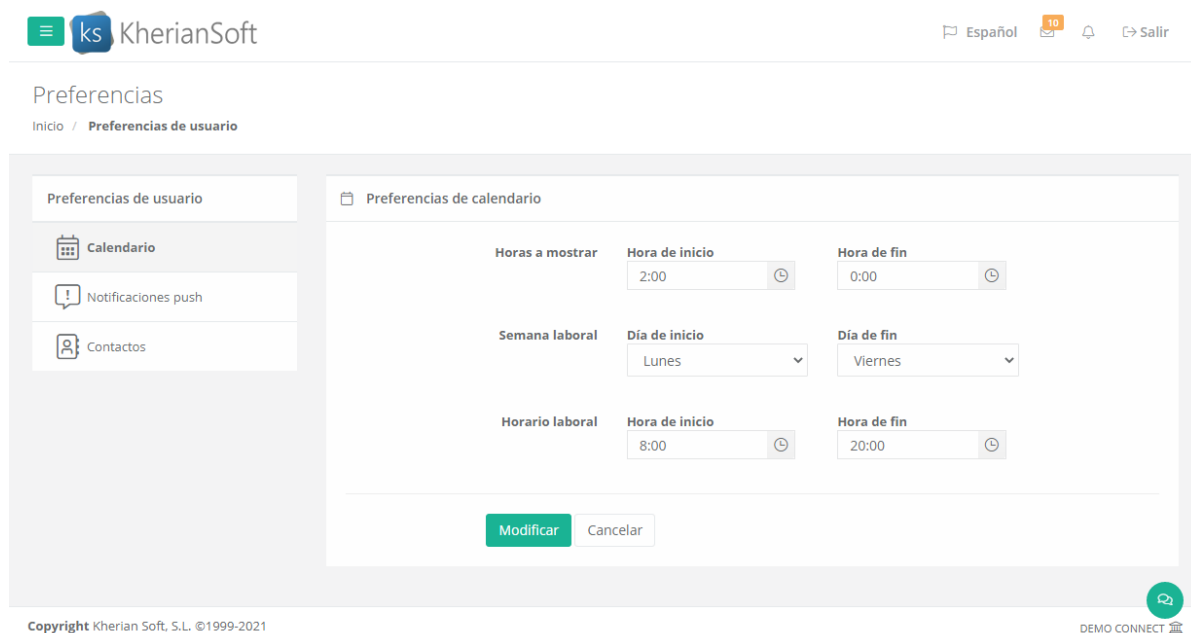 ks KherianSoft
Español 10 Salir
Preferencias
Inicio / Preferencias de usuario
Preferencias de usuario
Calendario
Notificaciones push
Contactos
Preferencias de calendario
Horas a mostrar Hora de inicio Hora de fin
2:00 0:00
Semana laboral Día de inicio Día de fin
Lunes Viernes
Horario laboral Hora de inicio Hora de fin
8:00 20:00
Modificar Cancelar
Copyright Kherian Soft, S.L. ©1999-2021
DEMO CONNECT